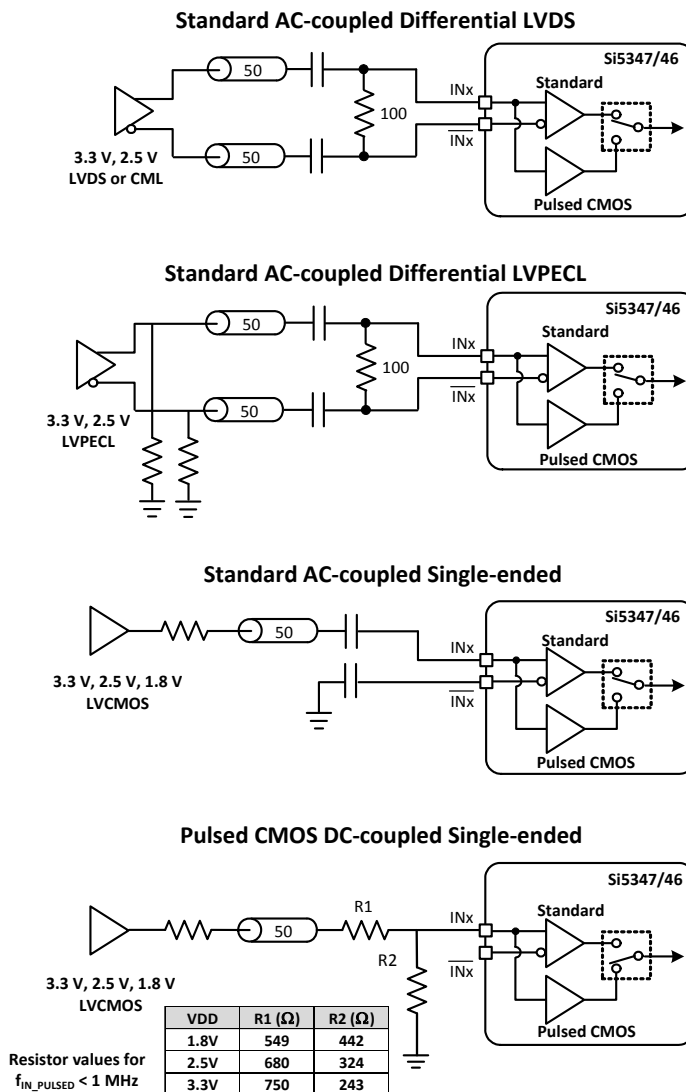 Standard AC-coupled Differential LVDS
Si5347/46
50
INx
Standard
100
INx
50
3.3 V, 2.5 V
LVDS or CML
Pulsed CMOS
Standard AC-coupled Differential LVPECL
Si5347/46
50
INx
Standard
100
INx
50
3.3 V, 2.5 V
LVPECL
Pulsed CMOS
Standard AC-coupled Single-ended
Si5347/46
50
INx
Standard
3.3 V, 2.5 V, 1.8 V
LVCMOS
INx
Pulsed CMOS
Pulsed CMOS DC-coupled Single-ended
Si5347/46
R1
INx
Standard
50
R2
INx
3.3 V, 2.5 V, 1.8 V
LVCMOS
Pulsed CMOS
VDD R1 (Ω) R2 (Ω)
1.8V 549 442
2.5V 680 324
3.3V 750 243
Resistor values for
fIN_PULSED < 1 MHz